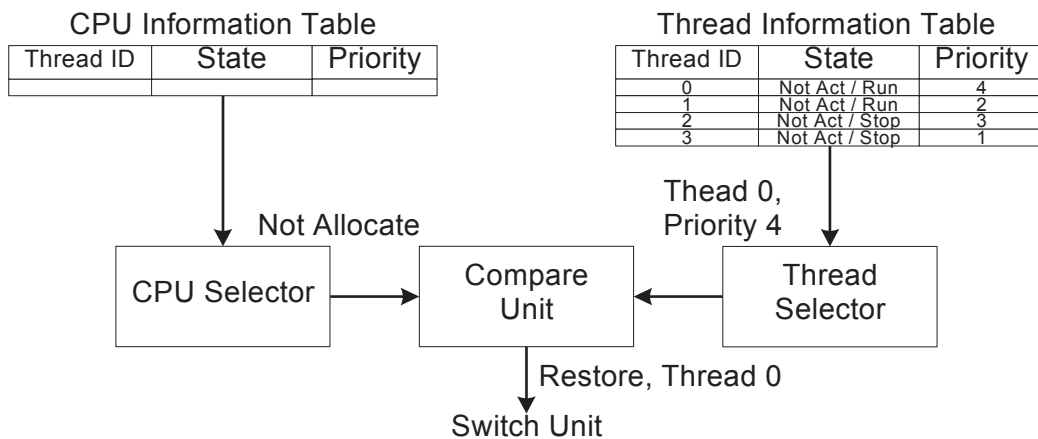 CPU Information Table
Thread ID State Priority
Thread Information Table
Thread ID State Priority
0 Not Act / Run 4
1 Not Act / Run 2
2 Not Act / Stop 3
3 Not Act / Stop 1
Thead 0,
Priority 4
Not Allocate
CPU Selector
Compare
Unit
Thread
Selector
Restore, Thread 0
Switch Unit